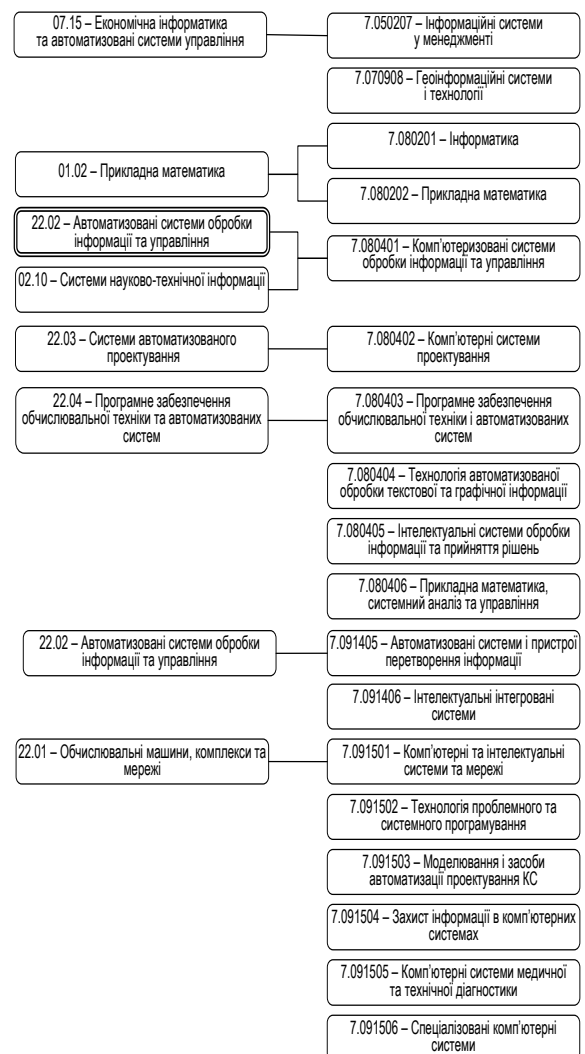 07.15 – Економічна інформатика
та автоматизовані системи управління
7.050207 – Інформаційні системи
у менеджменті
7.070908 – Геоінформаційні системи
і технології
01.02 – Прикладна математика
7.080201 – Інформатика
7.080202 – Прикладна математика
22.02 – Автоматизовані системи обробки
інформації та управління
02.10 – Системи науково-технічної інформації
7.080401 – Комп’ютеризовані системи
обробки інформації та управління
22.03 – Системи автоматизованого
проектування
7.080402 – Комп’ютерні системи
проектування
22.04 – Програмне забезпечення
обчислювальної техніки та автоматизованих
систем
7.080403 – Програмне забезпечення
обчислювальної техніки і автоматизованих
систем
7.080404 – Технологія автоматизованої
обробки текстової та графічної інформації
7.080405 – Інтелектуальні системи обробки
інформації та прийняття рішень
7.080406 – Прикладна математика,
системний аналіз та управління
22.02 – Автоматизовані системи обробки
інформації та управління
7.091405 – Автоматизовані системи і пристрої
перетворення інформації
7.091406 – Інтелектуальні інтегровані
системи
22.01 – Обчислювальні машини, комплекси та
мережі
7.091501 – Комп’ютерні та інтелектуальні
системи та мережі
7.091502 – Технологія проблемного та
системного програмування
7.091503 – Моделювання і засоби
автоматизації проектування КС
7.091504 – Захист інформації в комп’ютерних
системах
7.091505 – Комп’ютерні системи медичної
та технічної діагностики
7.091506 – Спеціалізовані комп’ютерні
системи